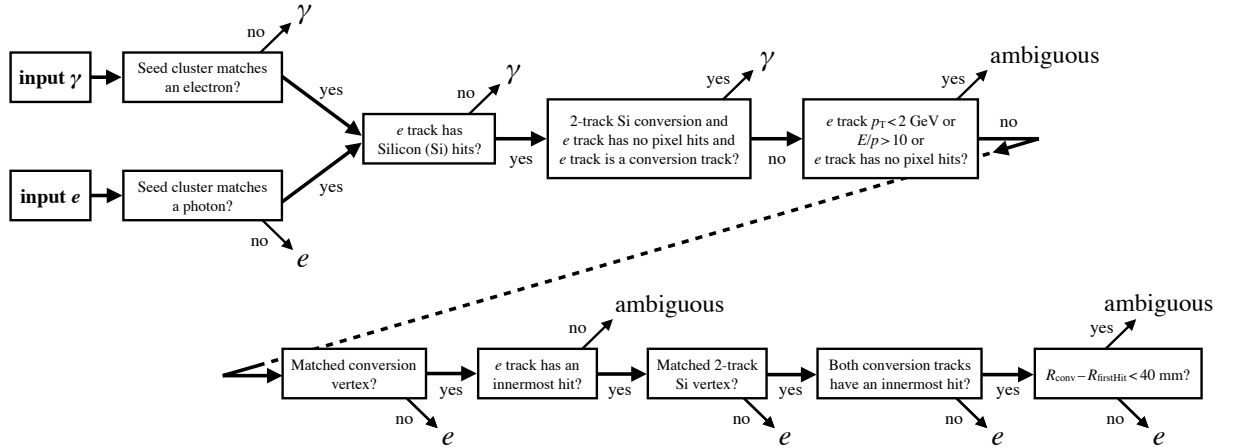 γ
no
input γ
Seed cluster matches
an electron?
yes
input e
Seed cluster matches
a photon?
yes
no
e
e track has
Silicon (Si) hits?
no
γ
yes
2-track Si conversion and
e track has no pixel hits and
e track is a conversion track?
yes
γ
no
e track pT < 2 GeV or
E/p > 10 or
e track has no pixel hits?
yes
ambiguous
no
Matched conversion
vertex?
no
e
yes
e track has an
innermost hit?
no
ambiguous
yes
Matched 2-track
Si vertex?
no
e
yes
Both conversion tracks
have an innermost hit?
no
e
yes
Rconv − RfirstHit < 40 mm?
yes
ambiguous
no
e